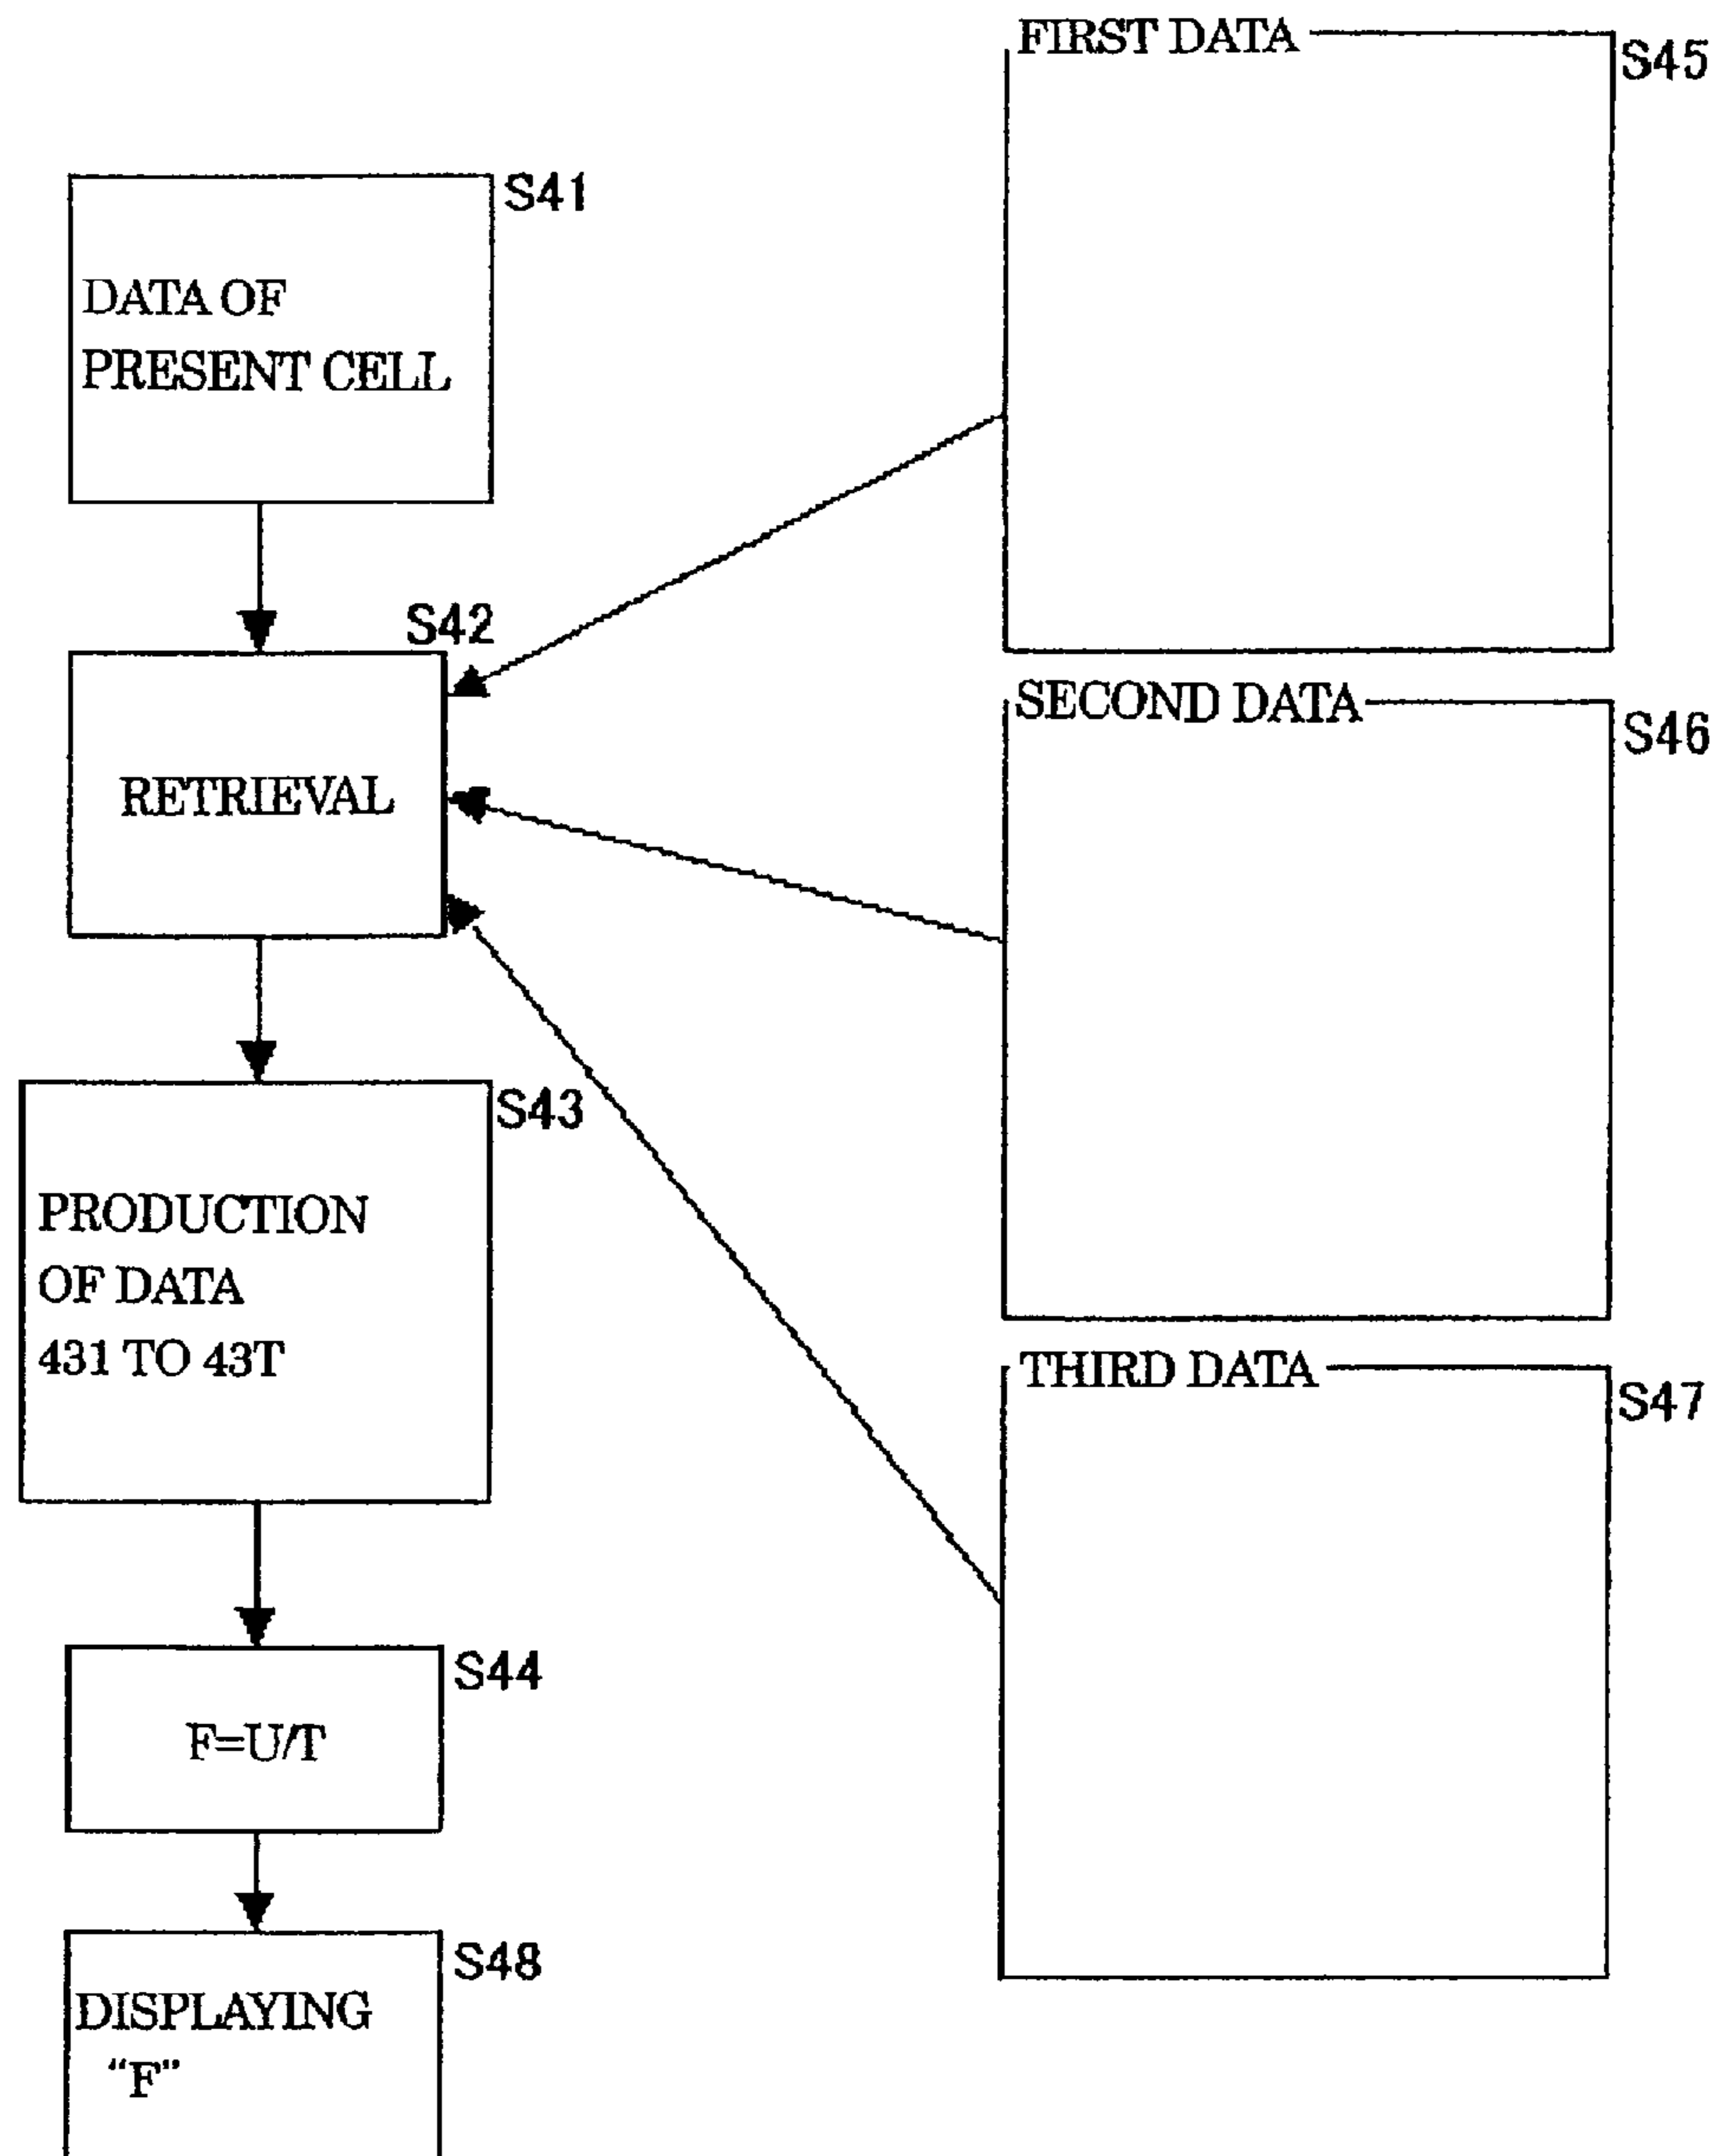 FIRST DATA
S45
S41
DATA OF
PRESENT CELL
S42
RETRIEVAL
SECOND DATA
S46
S43
PRODUCTION
OF DATA
431 TO 43T
THIRD DATA
S47
S44
F=U/T
S48
DISPLAYING
“F”